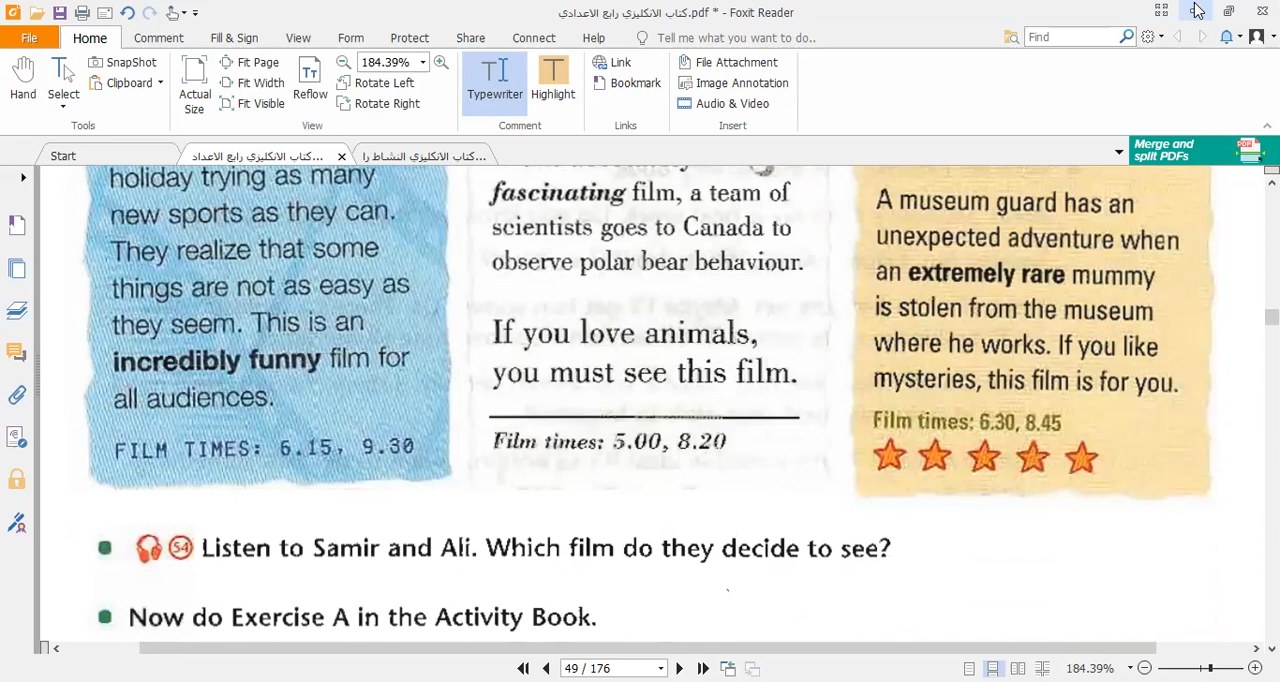 كتاب الانكليزي رابع الاعدادي.pdf * - Foxit Reader
File Home Comment Fill & Sign View Form Protect Share Connect Help Tell me what you want to do.. Find
Hand
Select
SnapShot
Clipboard
Tools
Actual Size
Fit Page
Fit Width
Fit Visible
Reflow
184.39%
Rotate Left
Rotate Right
View
Typewriter
Highlight
Comment
Link
Bookmark
Links
File Attachment
Image Annotation
Audio & Video
Insert
Start
كتاب الانكليزي رابع الاعداد...
كتاب الانكليزي النشاط را...
Merge and
split PDFs
holiday trying as many
new sports as they can.
They realize that some
things are not as easy as
they seem. This is an
incredibly funny film for
all audiences.
FILM TIMES: 6.15, 9.30
fascinating film, a team of
scientists goes to Canada to
observe polar bear behaviour.
If you love animals,
you must see this film.
Film times: 5.00, 8.20
A museum guard has an
unexpected adventure when
an extremely rare mummy
is stolen from the museum
where he works. If you like
mysteries, this film is for you.
Film times: 6.30, 8.45
54 Listen to Samir and Ali. Which film do they decide to see?
Now do Exercise A in the Activity Book.
49 / 176
184.39%